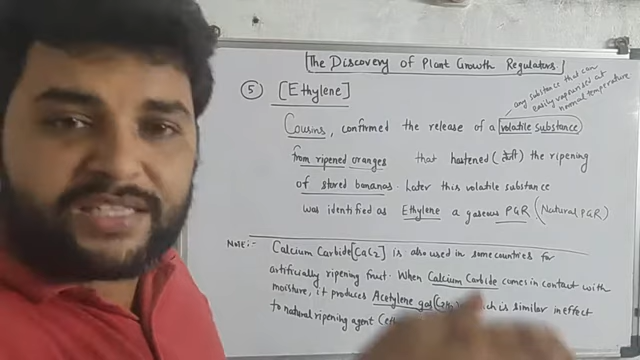 The Discovery of Plant Growth Regulators
5 [Ethylene]
any substance that can
easily vaporised at
normal temperature
Cousins, confirmed the release of a volatile substance
from ripened oranges that hastened ( ) the ripening
of stored bananas. Later this volatile substance
was identified as Ethylene a gaseous PGR (Natural PGR)
NOTE:- Calcium Carbide [CaC2] is also used in some countries for
artificially ripening fruit. When Calcium Carbide comes in contact with
moisture, it produces Acetylene gas which is similar in effect
to natural ripening agent